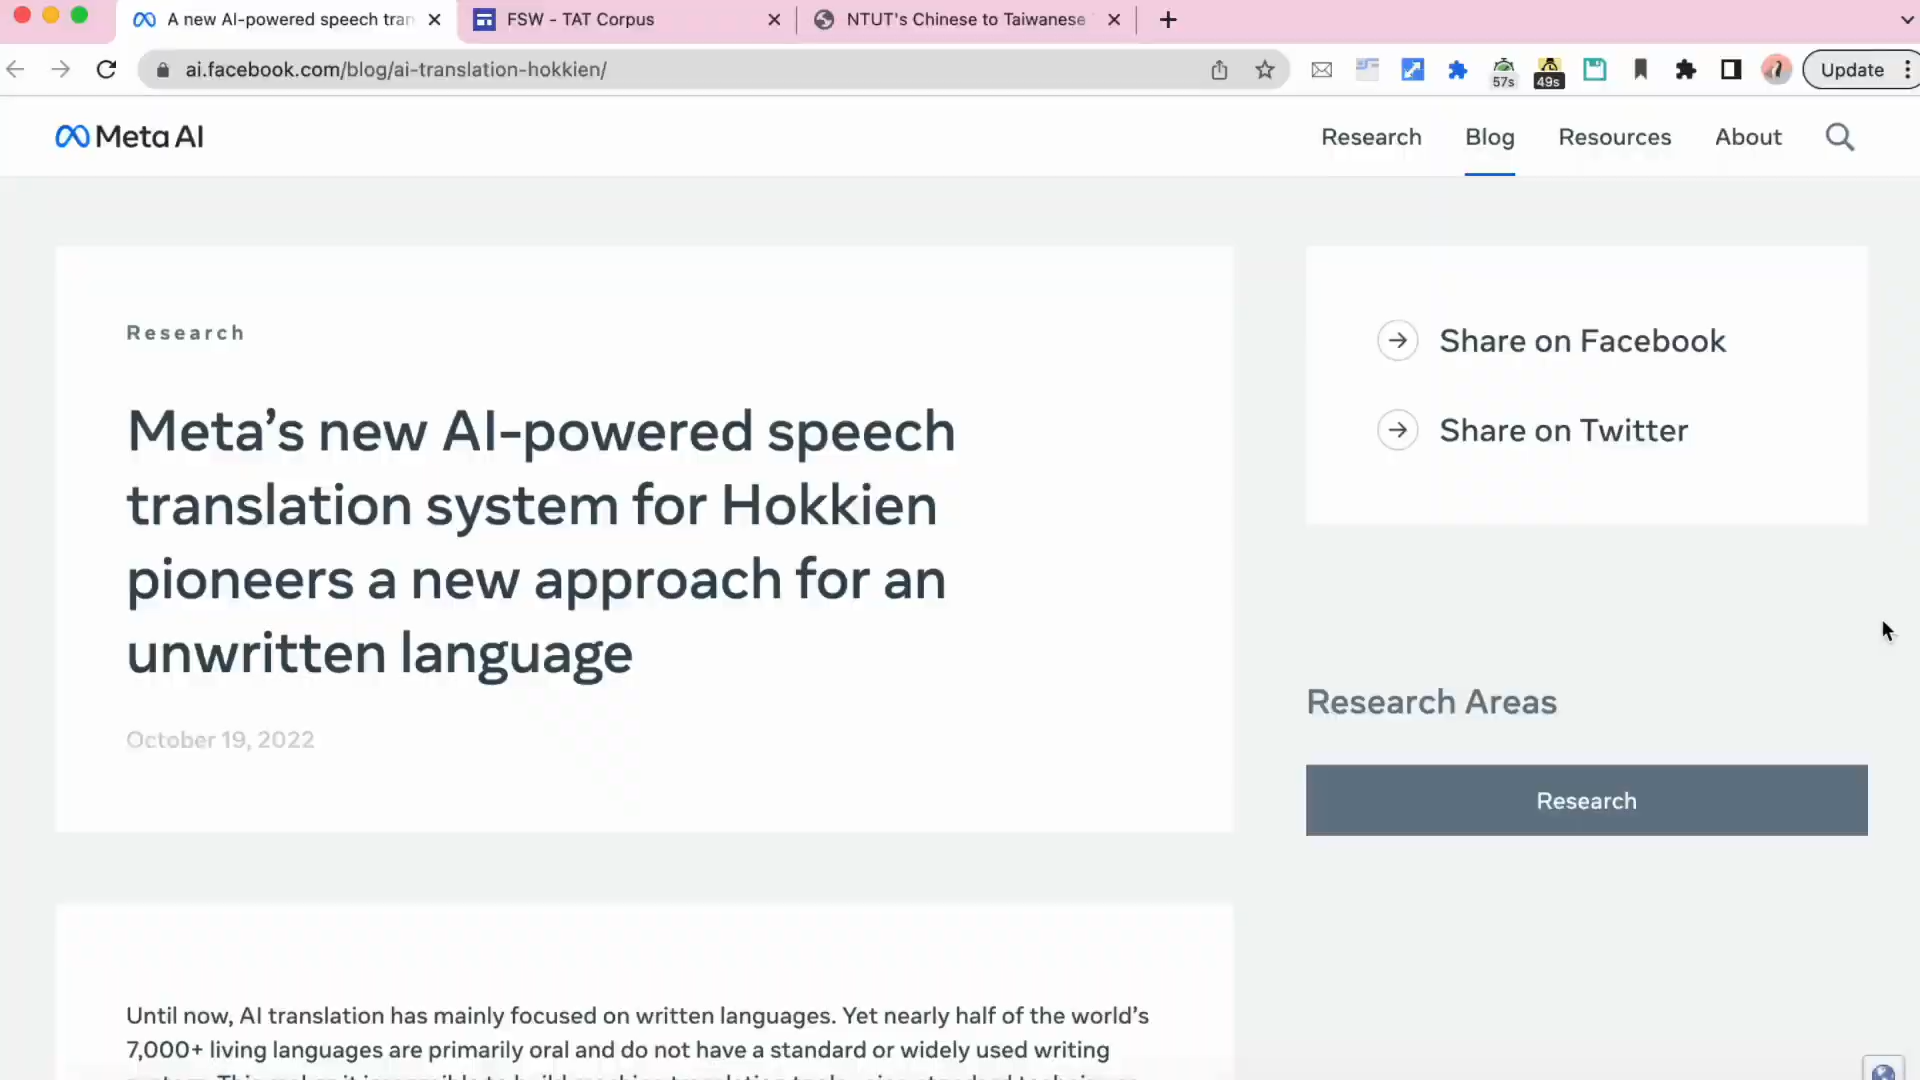 A new AI-powered speech tran
FSW - TAT Corpus
NTUT's Chinese to Taiwanese
ai.facebook.com/blog/ai-translation-hokkien/
57s
49s
Update
Meta AI
Research
Blog
Resources
About
Research
Meta’s new AI-powered speech
translation system for Hokkien
pioneers a new approach for an
unwritten language
October 19, 2022
Share on Facebook
Share on Twitter
Research Areas
Research
Until now, AI translation has mainly focused on written languages. Yet nearly half of the world’s
7,000+ living languages are primarily oral and do not have a standard or widely used writing